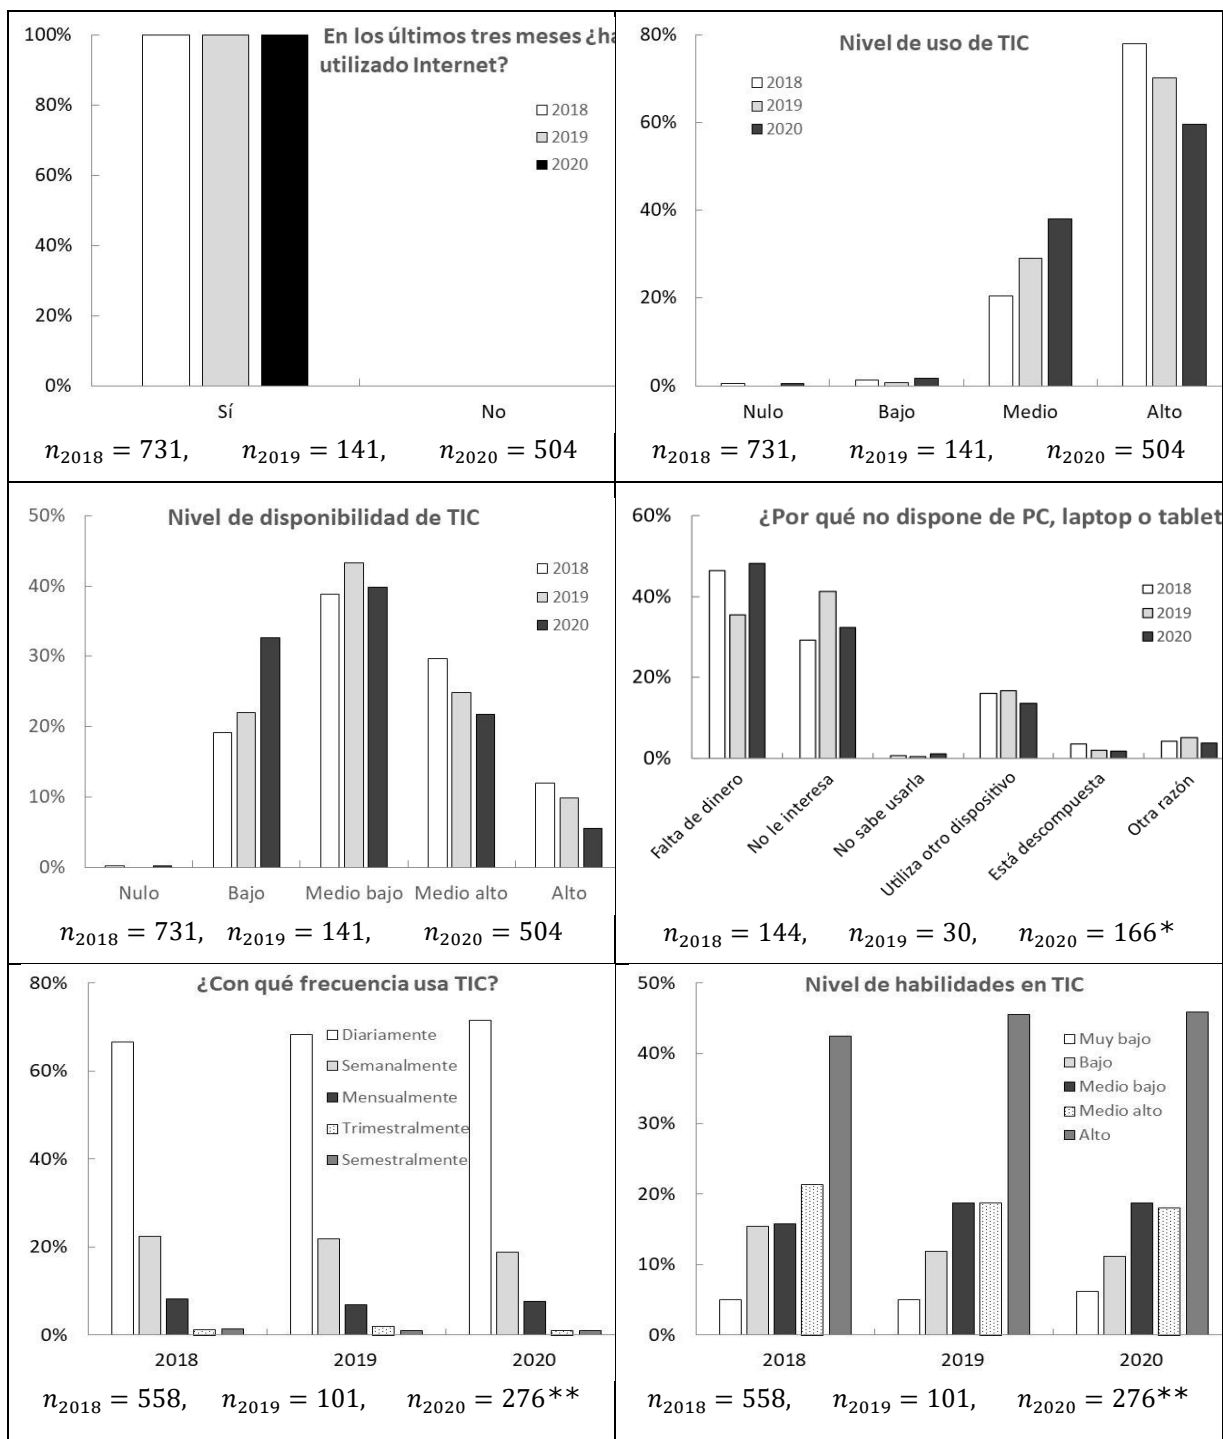 En los últimos tres meses ¿ha
utilizado Internet?
100%
80%
60%
40%
20%
0%
2018
2019
2020
Sí No
n2018 = 731, n2019 = 141, n2020 = 504
Nivel de uso de TIC
80%
60%
40%
20%
0%
2018
2019
2020
Nulo Bajo Medio Alto
n2018 = 731, n2019 = 141, n2020 = 504
Nivel de disponibilidad de TIC
50%
40%
30%
20%
10%
0%
2018
2019
2020
Nulo Bajo Medio bajo Medio alto Alto
n2018 = 731, n2019 = 141, n2020 = 504
¿Por qué no dispone de PC, laptop o tablet
60%
40%
20%
0%
2018
2019
2020
Falta de dinero
No le interesa
No sabe usarla
Utiliza otro dispositivo
Está descompuesta
Otra razón
n2018 = 144, n2019 = 30, n2020 = 166*
¿Con qué frecuencia usa TIC?
80%
60%
40%
20%
0%
Diariamente
Semanalmente
Mensualmente
Trimestralmente
Semestralmente
2018 2019 2020
n2018 = 558, n2019 = 101, n2020 = 276**
Nivel de habilidades en TIC
50%
40%
30%
20%
10%
0%
Muy bajo
Bajo
Medio bajo
Medio alto
Alto
2018 2019 2020
n2018 = 558, n2019 = 101, n2020 = 276**